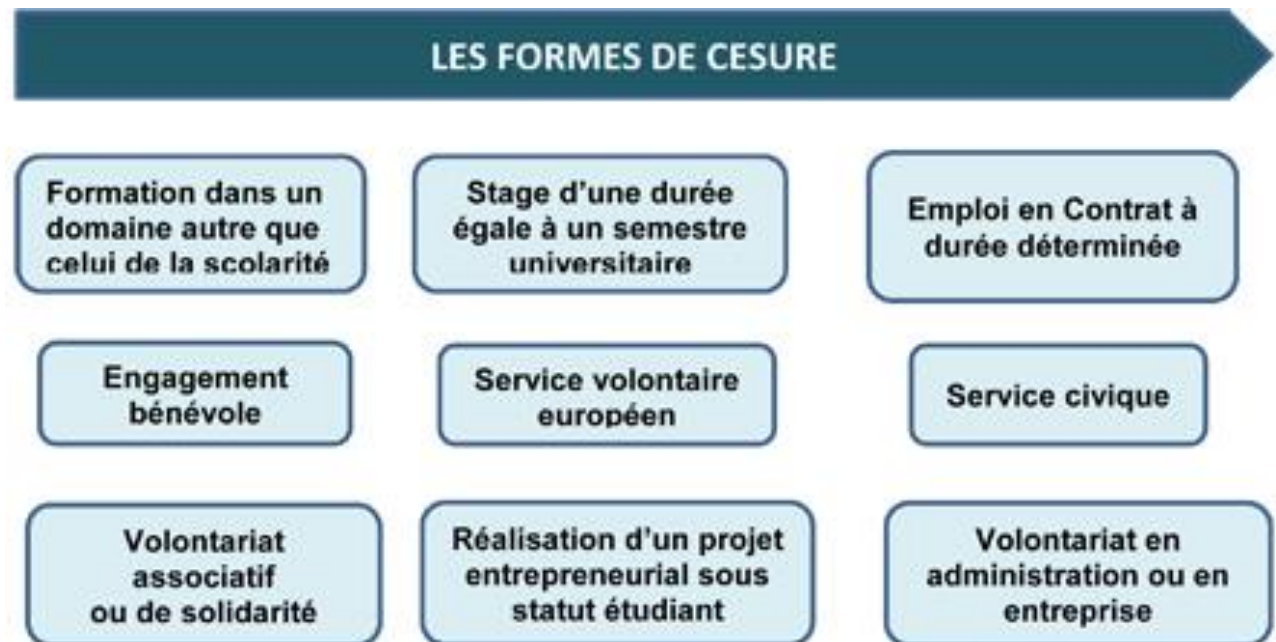 LES FORMES DE CESURE
Formation dans un
domaine autre que
celui de la scolarité
Stage d'une durée
égale à un semestre
universitaire
Emploi en Contrat à
durée déterminée
Engagement
bénévole
Service volontaire
européen
Service civique
Volontariat
associatif
ou de solidarité
Réalisation d'un projet
entrepreneurial sous
statut étudiant
Volontariat en
administration ou en
entreprise